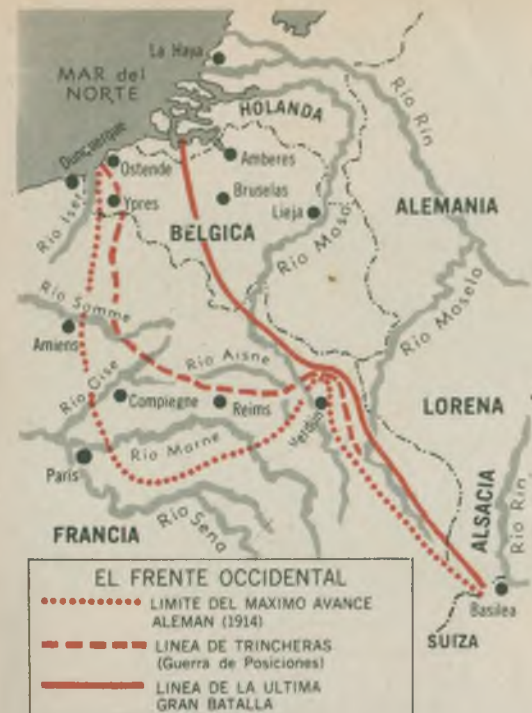 La Haya
MAR del
NORTE
HOLANDA
Río Rin
Duncuerque
Ostende
Amberes
Ypres
Bruselas
Lieja
ALEMANIA
Río Iser
BELGICA
Río Mosa
Río Mosela
Río Somme
Amiens
Río Aisne
Río Oise
Compiegne
Reims
Verdun
LORENA
Río Marne
París
ALSACIA
Río Rin
FRANCIA
Río Sena
Basilea
SUIZA
EL FRENTE OCCIDENTAL
LIMITE DEL MAXIMO AVANCE
ALEMAN (1914)
LINEA DE TRINCHERAS
(Guerra de Posiciones)
LINEA DE LA ULTIMA
GRAN BATALLA